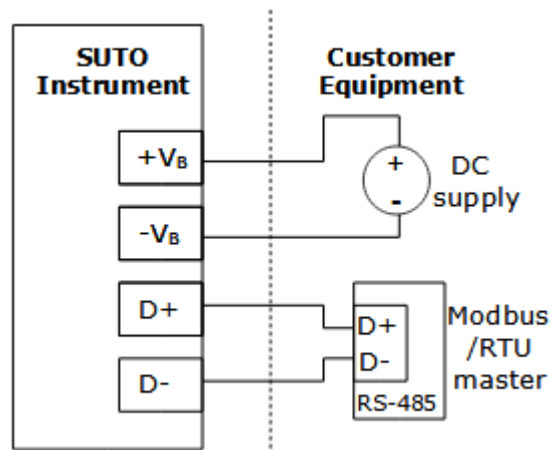 SUTO
Instrument
Customer
Equipment
+VB
+
-
DC
supply
-VB
D+
D-
D+
D-
RS-485
Modbus
/RTU
master